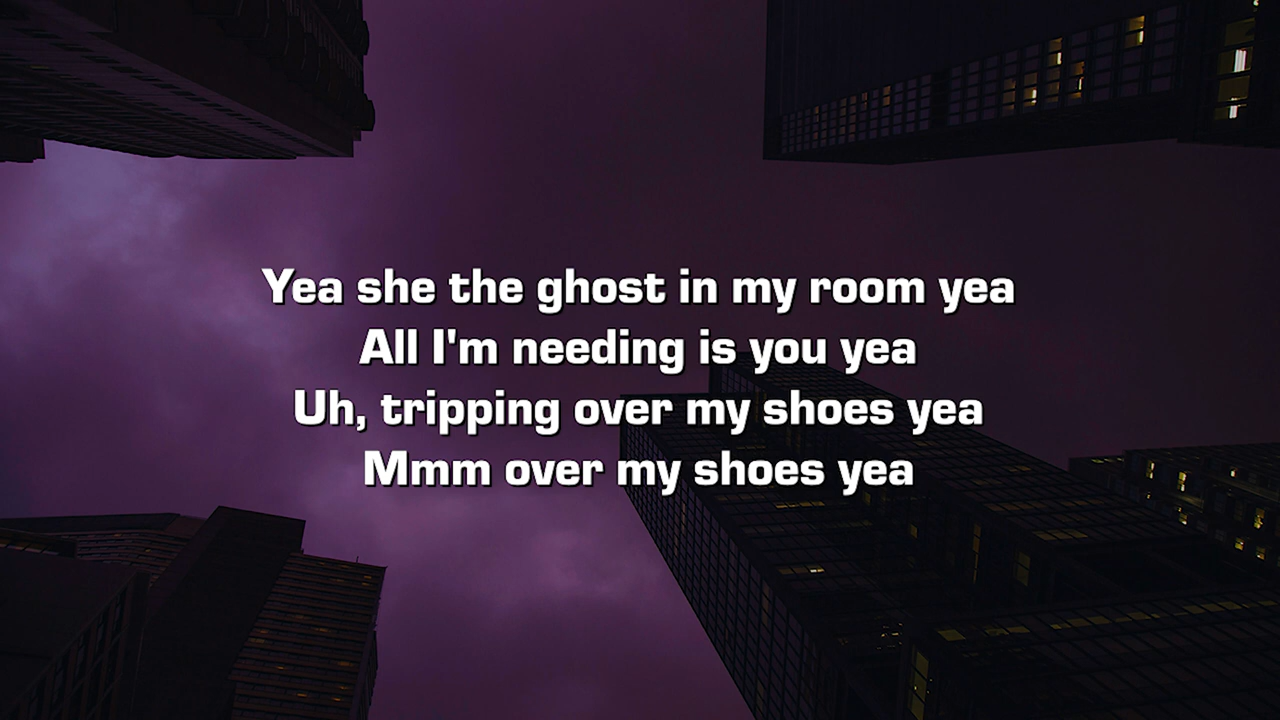 Yea she the ghost in my room yea
All I'm needing is you yea
Uh, tripping over my shoes yea
Mmm over my shoes yea